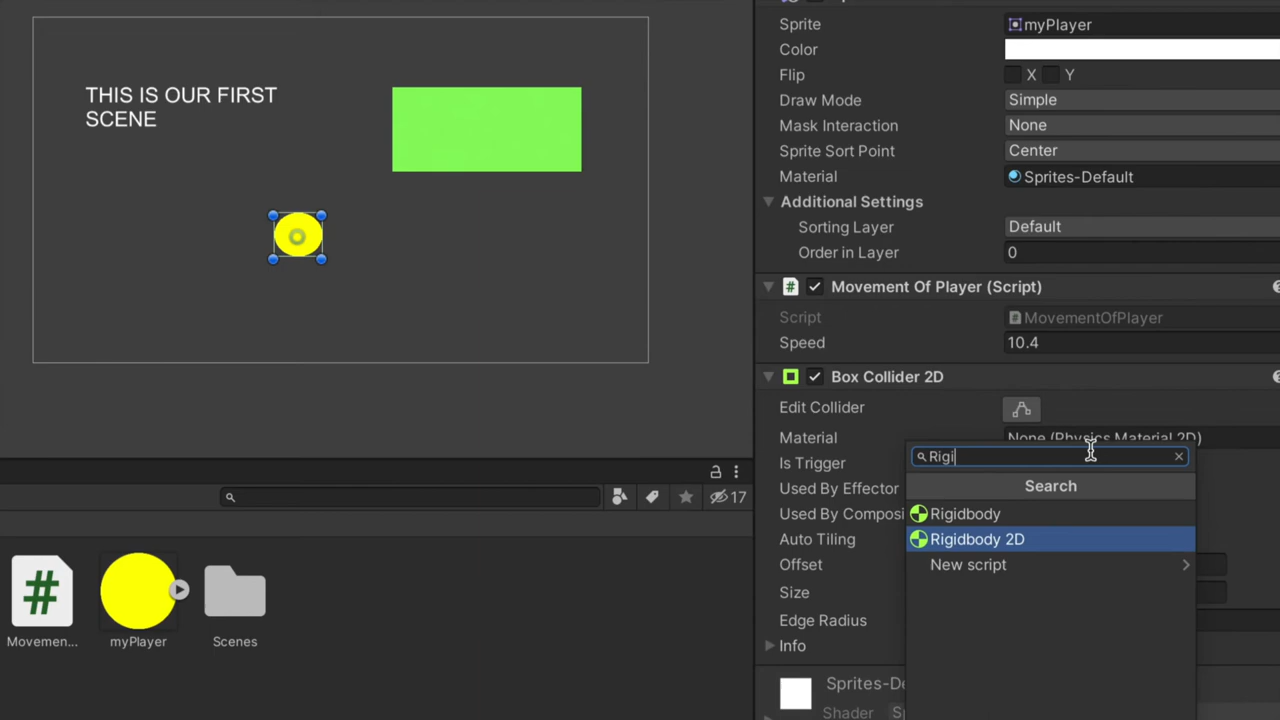 THIS IS OUR FIRST
SCENE
Sprite myPlayer
Color
Flip X Y
Draw Mode Simple
Mask Interaction None
Sprite Sort Point Center
Material Sprites-Default
Additional Settings
Sorting Layer Default
Order in Layer 0
# Movement Of Player (Script)
Script MovementOfPlayer
Speed 10.4
Box Collider 2D
Edit Collider
Material None (Physics Material 2D)
Is Trigger
Used By Effector
Used By Composi
Auto Tiling
Offset
Size
Edge Radius
Info
Rigi
Search
Rigidbody
Rigidbody 2D
New script
Sprites-De
Shader Sp
17
#
Movemen...
myPlayer
Scenes